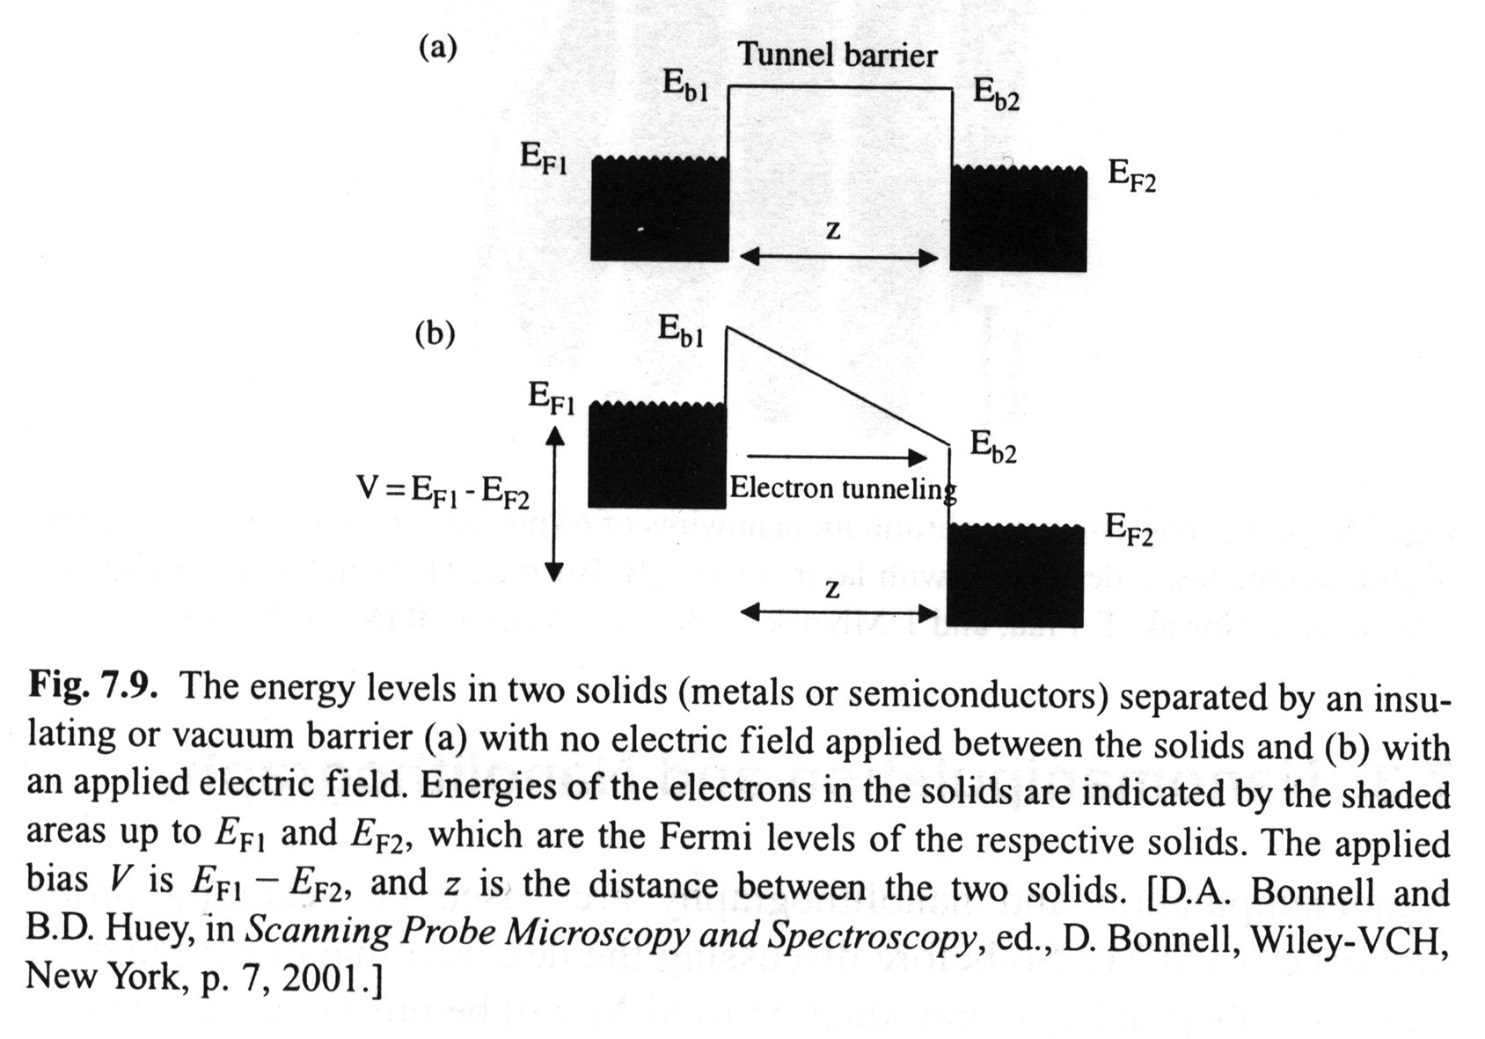 (a)
Tunnel barrier
Eb1
Eb2
EF1
EF2
z
(b)
Eb1
EF1
Eb2
V = EF1 - EF2
Electron tunneling
EF2
z
Fig. 7.9. The energy levels in two solids (metals or semiconductors) separated by an insu-
lating or vacuum barrier (a) with no electric field applied between the solids and (b) with
an applied electric field. Energies of the electrons in the solids are indicated by the shaded
areas up to EF1 and EF2, which are the Fermi levels of the respective solids. The applied
bias V is EF1 − EF2, and z is the distance between the two solids. [D.A. Bonnell and
B.D. Huey, in Scanning Probe Microscopy and Spectroscopy, ed., D. Bonnell, Wiley-VCH,
New York, p. 7, 2001.]